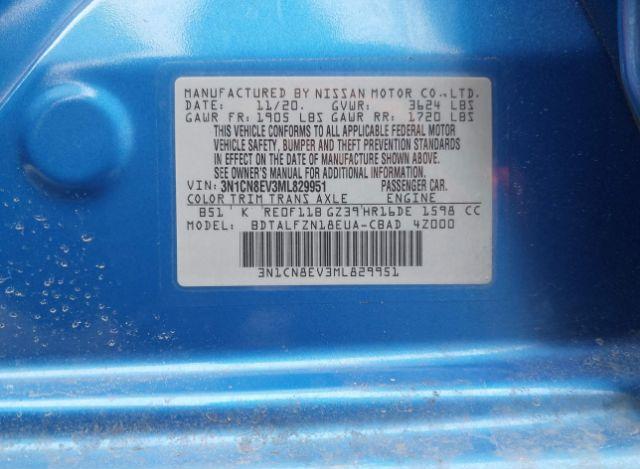 MANUFACTURED BY NISSAN MOTOR CO.,LTD.
DATE: 11/20. GVWR: 3624 LBS
GAWR FR: 1905 LBS GAWR RR: 1720 LBS
THIS VEHICLE CONFORMS TO ALL APPLICABLE FEDERAL MOTOR
VEHICLE SAFETY, BUMPER AND THEFT PREVENTION STANDARDS
IN EFFECT ON THE DATE OF MANUFACTURE SHOWN ABOVE.
SEE OWNER'S MANUAL FOR ADDITIONAL INFORMATION.
VIN: 3N1CN8EV3ML829951 PASSENGER CAR.
COLOR TRIM TRANS AXLE ENGINE
B51 K RE0F11B GZ39 HR16DE 1598 CC
MODEL: BDTALFZN18EUA-CBAD 4Z000
3N1CN8EV3ML829951